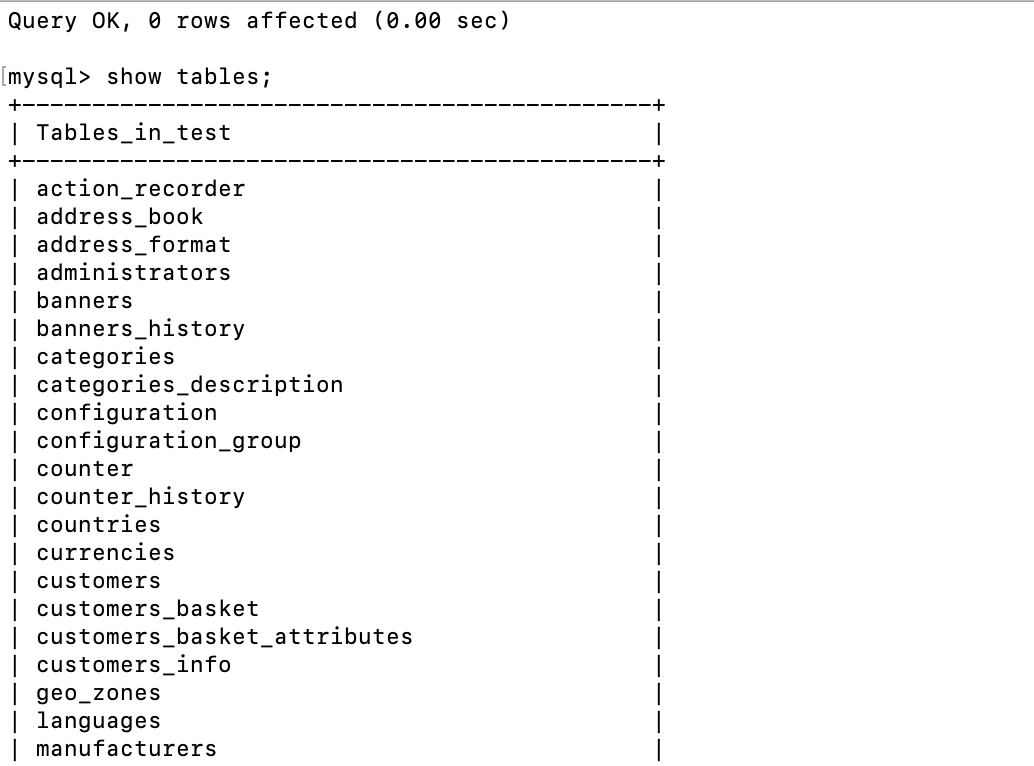 Query OK, 0 rows affected (0.00 sec)
[mysql> show tables;
+---------------------------------------------+
| Tables_in_test                              |
+---------------------------------------------+
| action_recorder                             |
| address_book                                |
| address_format                              |
| administrators                              |
| banners                                     |
| banners_history                             |
| categories                                  |
| categories_description                      |
| configuration                               |
| configuration_group                         |
| counter                                     |
| counter_history                             |
| countries                                   |
| currencies                                  |
| customers                                   |
| customers_basket                            |
| customers_basket_attributes                 |
| customers_info                              |
| geo_zones                                   |
| languages                                   |
| manufacturers                               |